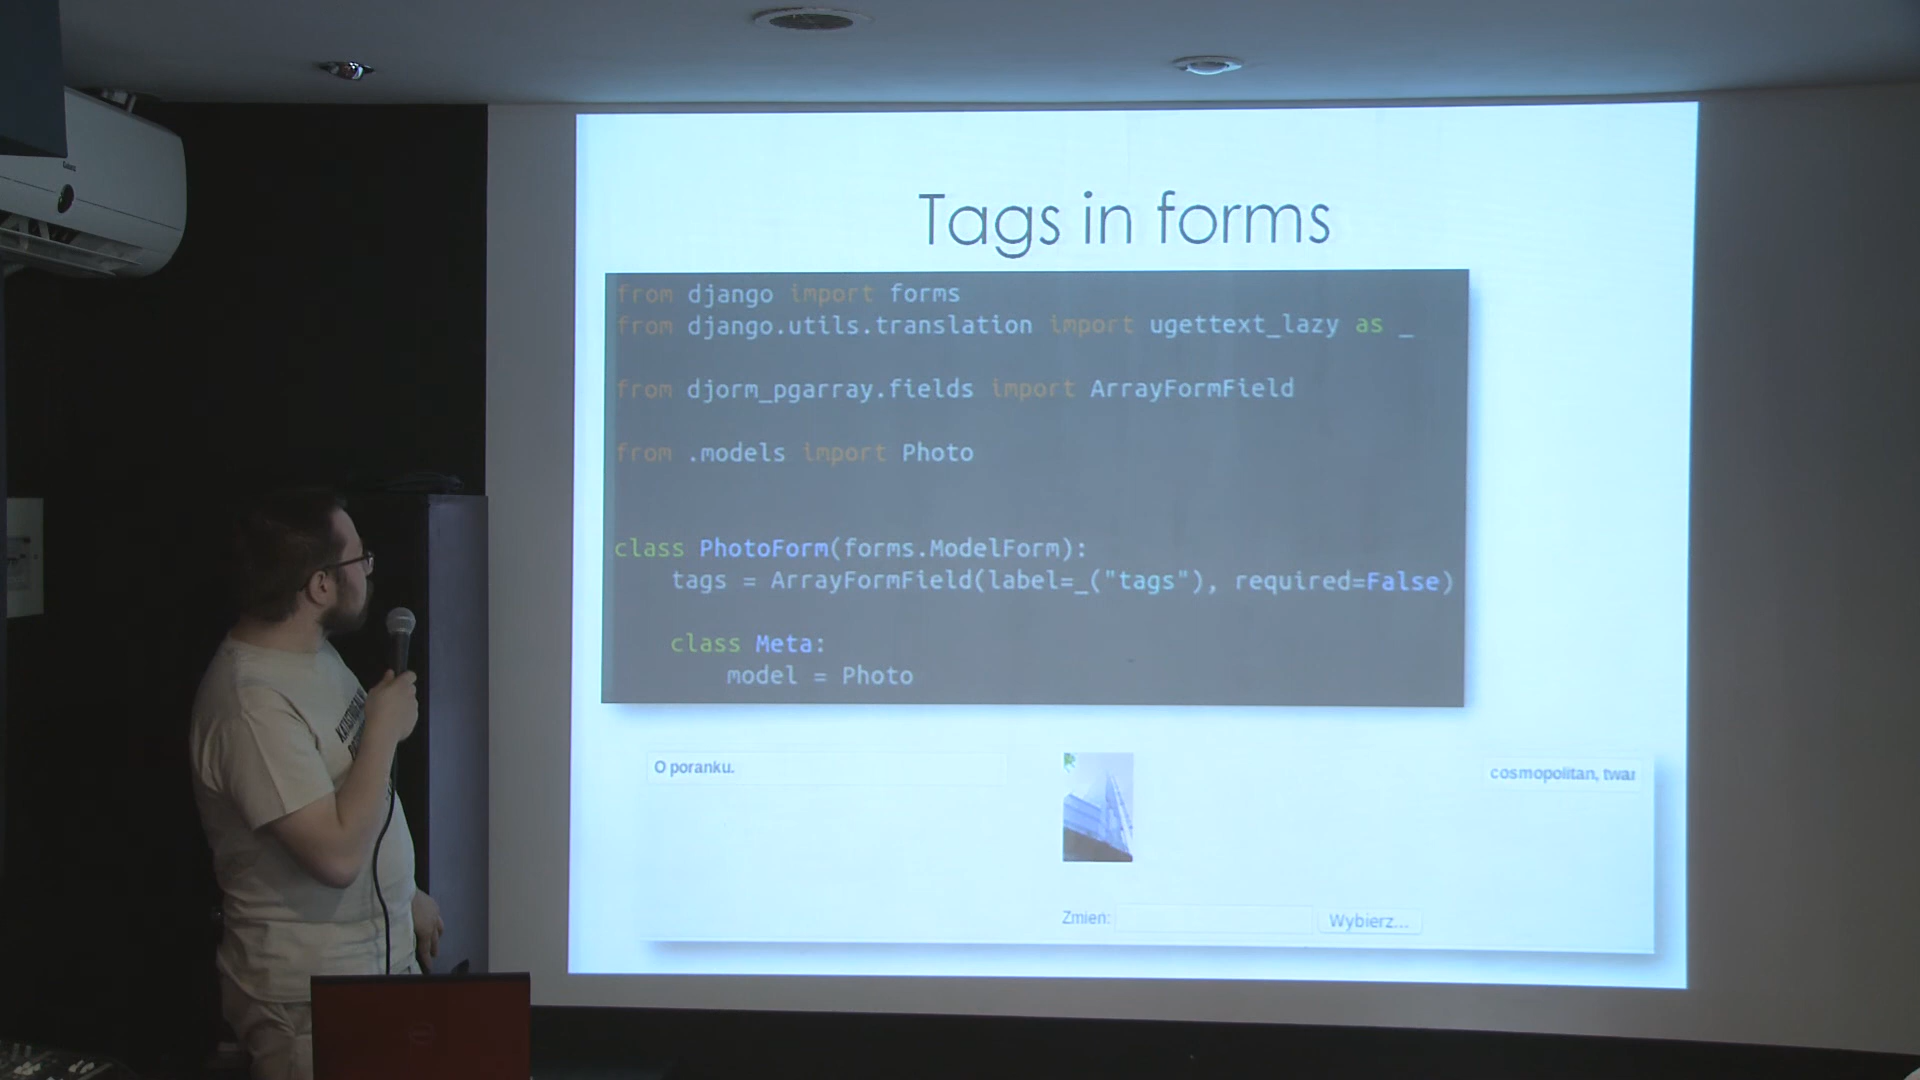 Tags in forms
from django import forms
from django.utils.translation import ugettext_lazy as _
from djorm_pgarray.fields import ArrayFormField
from .models import Photo
class PhotoForm(forms.ModelForm):
tags = ArrayFormField(label=_("tags"), required=False)
class Meta:
model = Photo
O poranku.
cosmopolitan, twar
Zmień:
Wybierz...